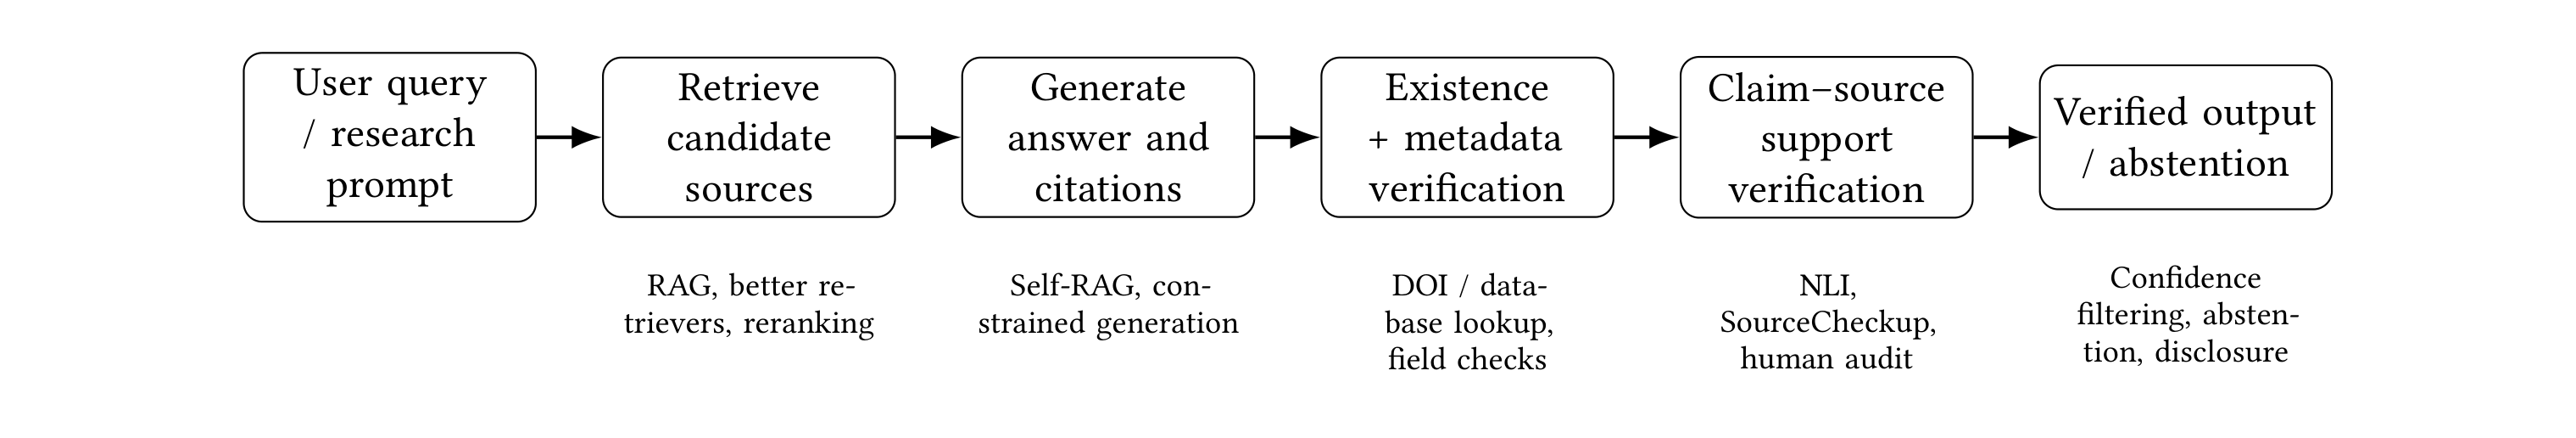 User query
/ research
prompt
Retrieve
candidate
sources
Generate
answer and
citations
Existence
+ metadata
verification
Claim–source
support
verification
Verified output
/ abstention
RAG, better re-
trievers, reranking
Self-RAG, con-
strained generation
DOI / data-
base lookup,
field checks
NLI,
SourceCheckup,
human audit
Confidence
filtering, absten-
tion, disclosure